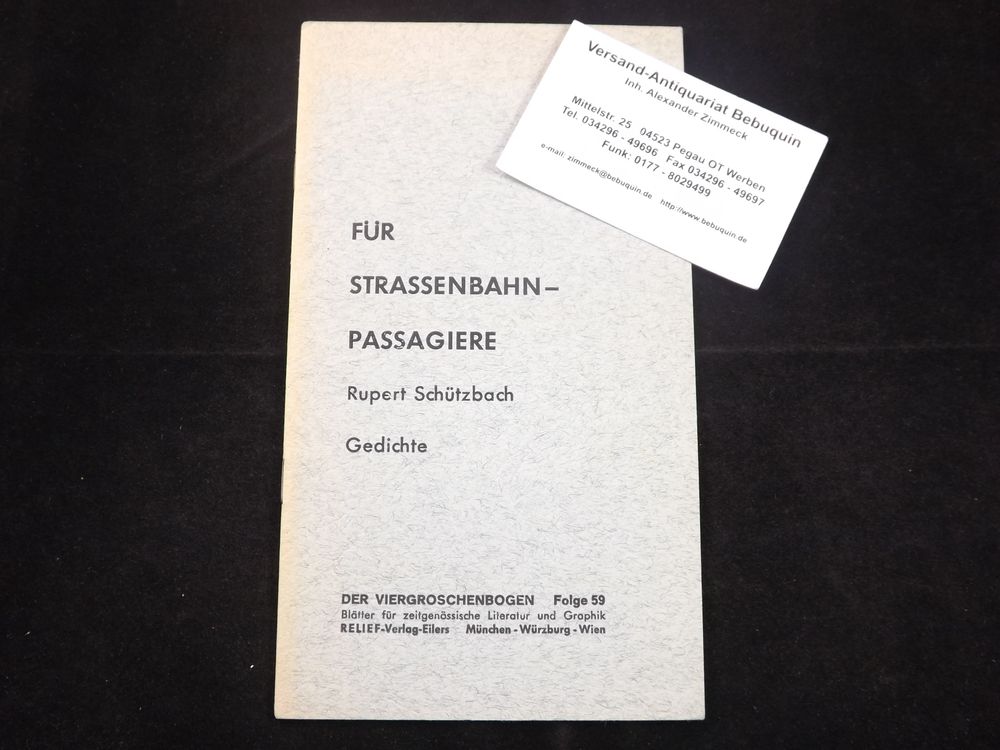 FÜR
STRASSENBAHN–
PASSAGIERE
Rupert Schützbach
Gedichte
DER VIERGROSCHENBOGEN Folge 59
Blätter für zeitgenössische Literatur und Graphik
RELIEF-Verlag-Eilers München - Würzburg - Wien
Versand-Antiquariat Bebuquin
Inh. Alexander Zimmeck
Mittelstr. 25 04523 Pegau OT Werben
Tel. 034296 - 49696 Fax 034296 - 49697
Funk: 0177 - 8029499
e-mail: zimmeck@bebuquin.de http://www.bebuquin.de